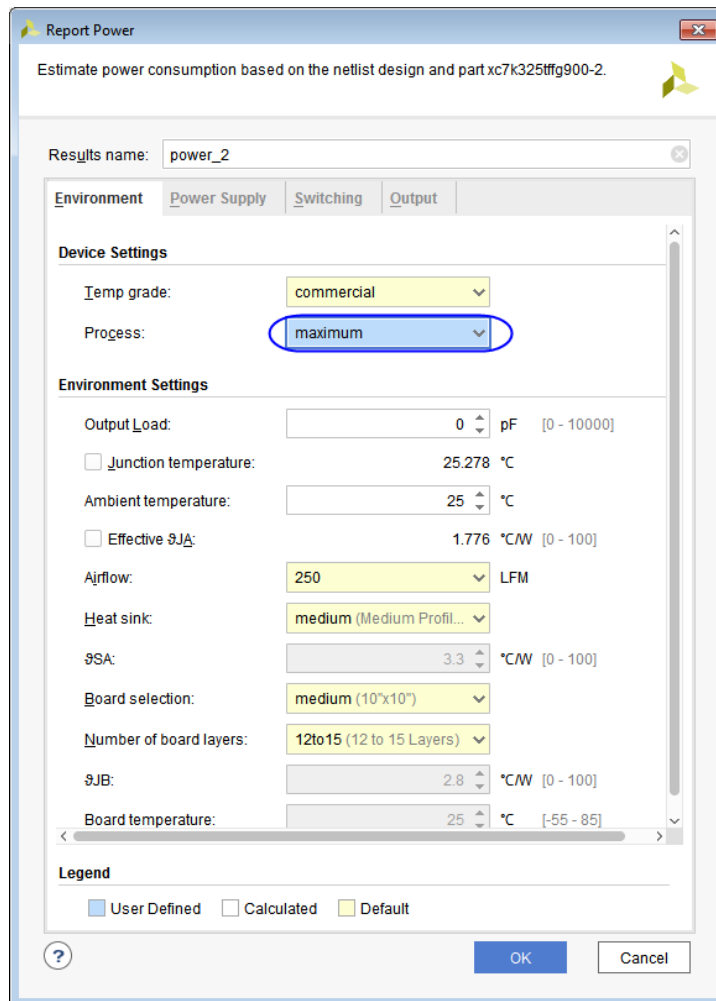 Report Power
Estimate power consumption based on the netlist design and part xc7k325tffg900-2.
Results name: power_2
Environment Power Supply Switching Output
Device Settings
Temp grade: commercial
Process: maximum
Environment Settings
Output Load: 0 pF [0 - 10000]
Junction temperature: 25.278 °C
Ambient temperature: 25 °C
Effective ϑJA: 1.776 °C/W [0 - 100]
Airflow: 250 LFM
Heat sink: medium (Medium Profil...
ϑSA: 3.3 °C/W [0 - 100]
Board selection: medium (10"x10")
Number of board layers: 12to15 (12 to 15 Layers)
ϑJB: 2.8 °C/W [0 - 100]
Board temperature: 25 °C [-55 - 85]
Legend
User Defined Calculated Default
? OK Cancel